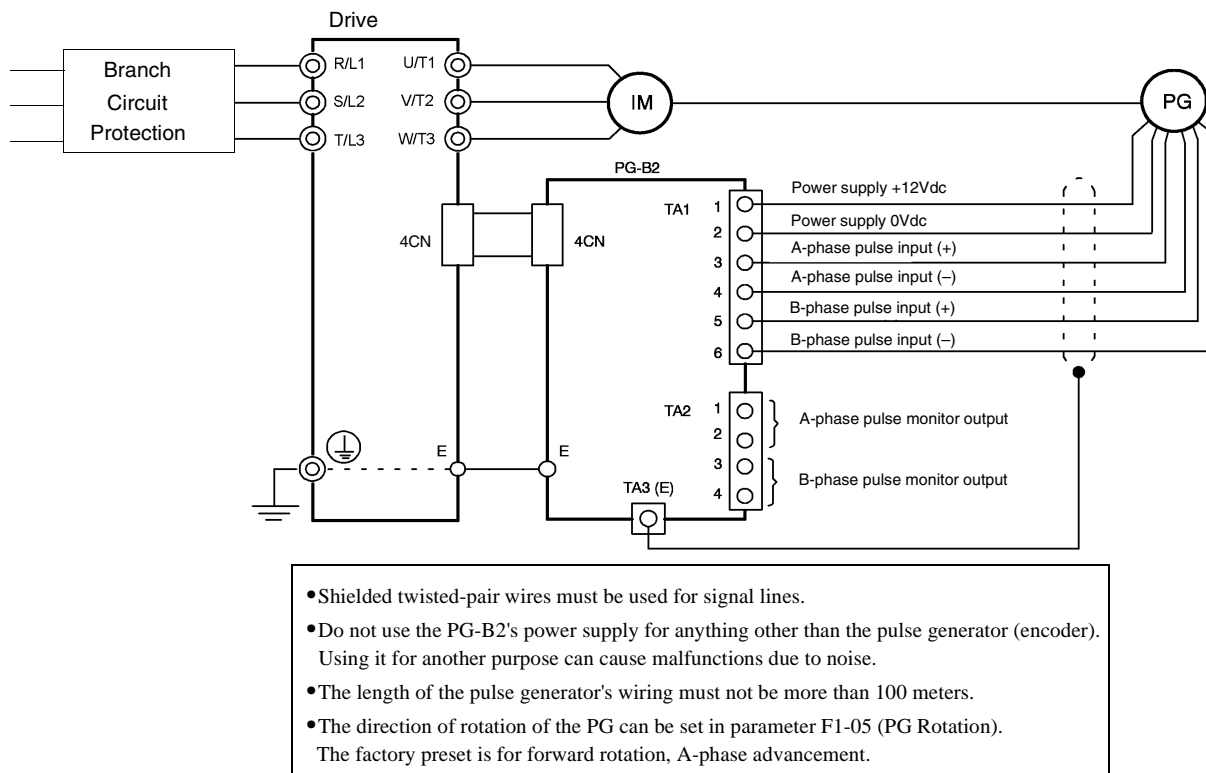 Drive
Branch
Circuit
Protection
R/L1
U/T1
S/L2
V/T2
T/L3
W/T3
IM
PG
PG-B2
4CN
4CN
TA1
1
Power supply +12Vdc
2
Power supply 0Vdc
3
A-phase pulse input (+)
4
A-phase pulse input (–)
5
B-phase pulse input (+)
6
B-phase pulse input (–)
TA2
1
2
A-phase pulse monitor output
3
4
B-phase pulse monitor output
E
E
TA3 (E)
•Shielded twisted-pair wires must be used for signal lines.
•Do not use the PG-B2's power supply for anything other than the pulse generator (encoder).
Using it for another purpose can cause malfunctions due to noise.
•The length of the pulse generator's wiring must not be more than 100 meters.
•The direction of rotation of the PG can be set in parameter F1-05 (PG Rotation).
The factory preset is for forward rotation, A-phase advancement.